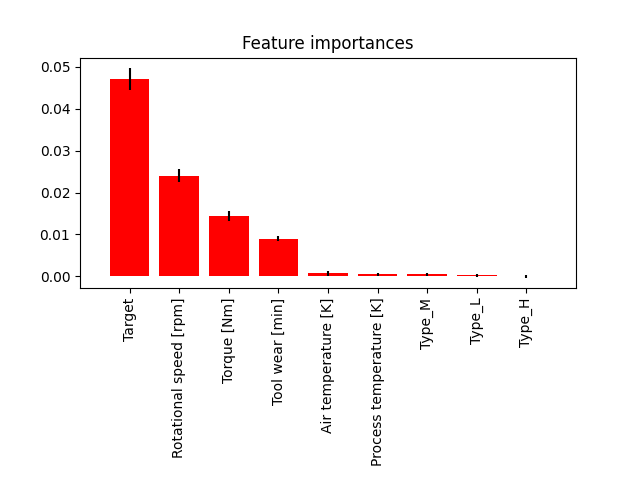 Feature importances
0.05
0.04
0.03
0.02
0.01
0.00
Target
Rotational speed [rpm]
Torque [Nm]
Tool wear [min]
Air temperature [K]
Process temperature [K]
Type_M
Type_L
Type_H